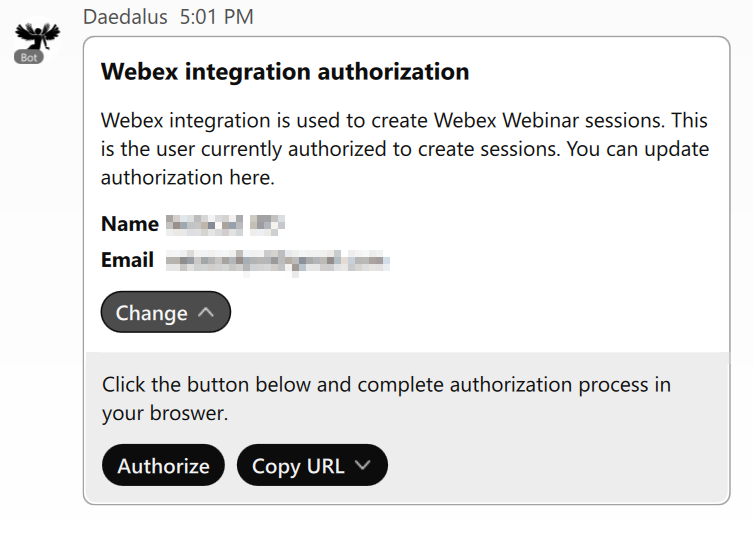 Daedalus 5:01 PM
Bot
Webex integration authorization
Webex integration is used to create Webex Webinar sessions. This
is the user currently authorized to create sessions. You can update
authorization here.
Name
Email
Change
Click the button below and complete authorization process in
your broswer.
Authorize Copy URL